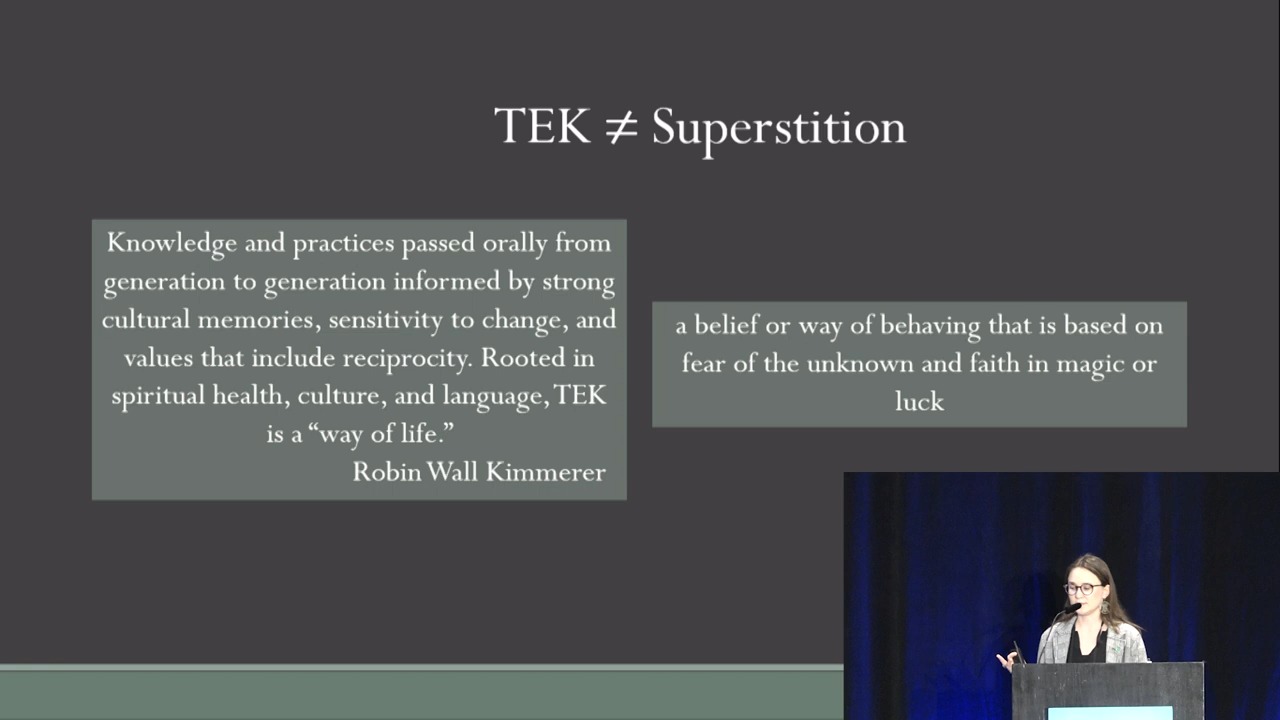 TEK ≠ Superstition
Knowledge and practices passed orally from
generation to generation informed by strong
cultural memories, sensitivity to change, and
values that include reciprocity. Rooted in
spiritual health, culture, and language, TEK
is a “way of life.”
Robin Wall Kimmerer
a belief or way of behaving that is based on
fear of the unknown and faith in magic or
luck